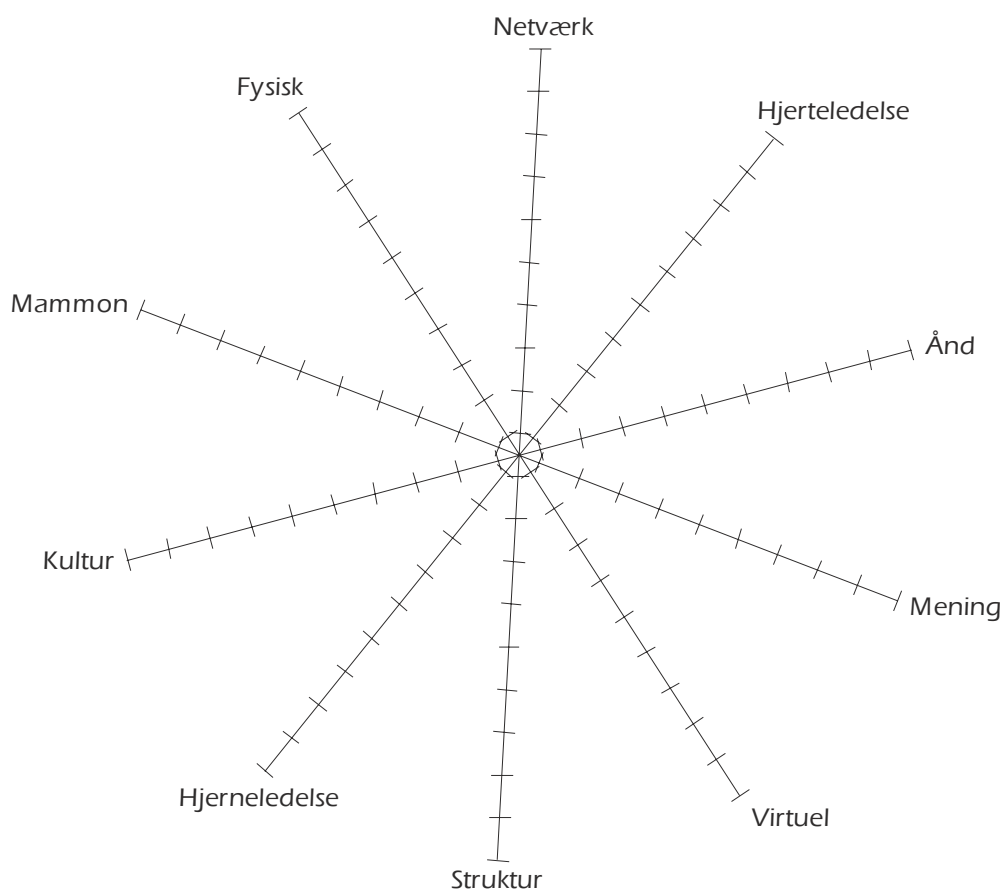 Netværk
Fysisk
Hjerteledelse
Mammon
Ånd
Kultur
Mening
Hjerneledelse
Virtuel
Struktur